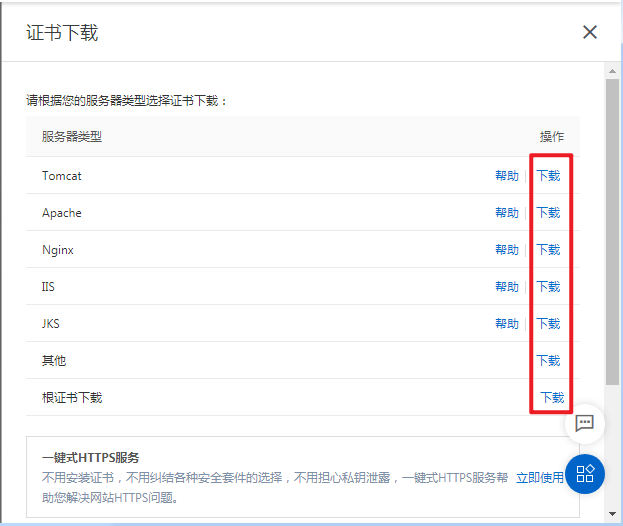 证书下载
请根据您的服务器类型选择证书下载：
服务器类型 操作
Tomcat 帮助 下载
Apache 帮助 下载
Nginx 帮助 下载
IIS 帮助 下载
JKS 帮助 下载
其他 下载
根证书下载 下载
一键式HTTPS服务
不用安装证书，不用纠结各种安全套件的选择，不用担心私钥泄露，一键式HTTPS服务帮 立即使用
助您解决网站HTTPS问题。